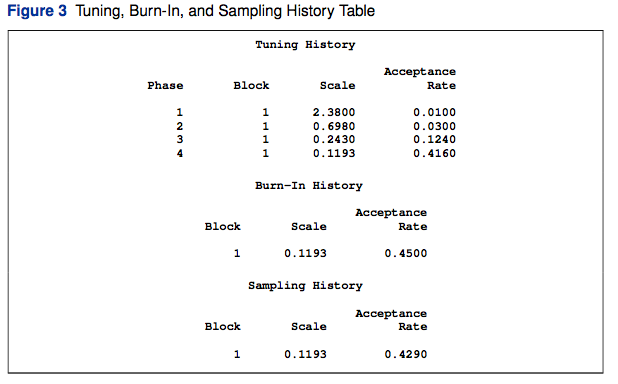 Figure 3 Tuning, Burn-In, and Sampling History Table
Tuning History
Acceptance
Phase Block Scale Rate
1 1 2.3800 0.0100
2 1 0.6980 0.0300
3 1 0.2430 0.1240
4 1 0.1193 0.4160
Burn-In History
Acceptance
Block Scale Rate
1 0.1193 0.4500
Sampling History
Acceptance
Block Scale Rate
1 0.1193 0.4290